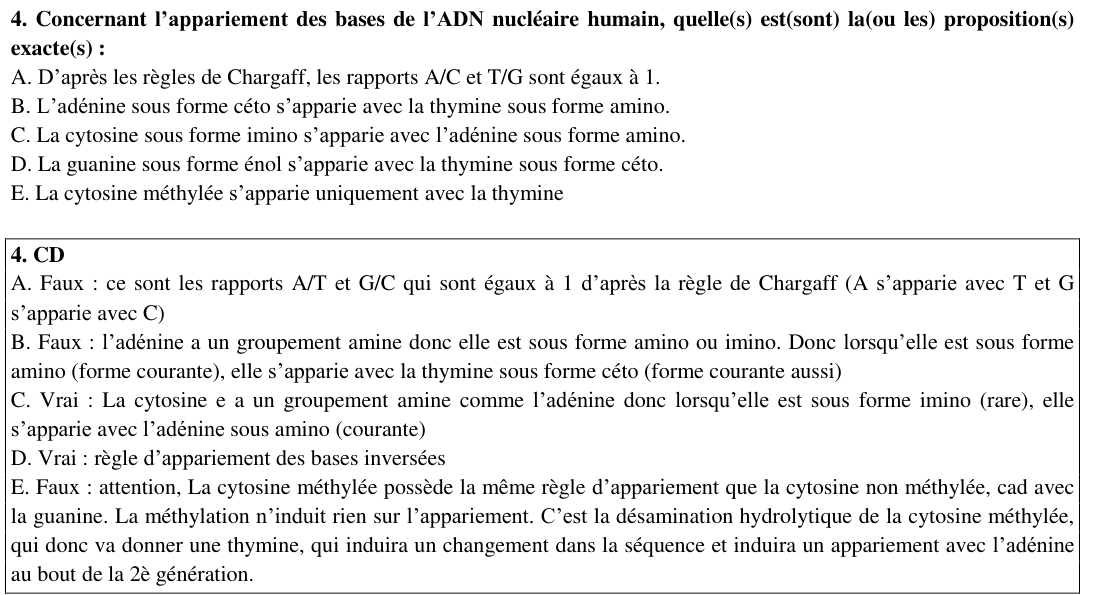 4. Concernant l’appariement des bases de l’ADN nucléaire humain, quelle(s) est(sont) la(ou les) proposition(s)
exacte(s) :
A. D’après les règles de Chargaff, les rapports A/C et T/G sont égaux à 1.
B. L’adénine sous forme céto s’apparie avec la thymine sous forme amino.
C. La cytosine sous forme imino s’apparie avec l’adénine sous forme amino.
D. La guanine sous forme énol s’apparie avec la thymine sous forme céto.
E. La cytosine méthylée s’apparie uniquement avec la thymine
4. CD
A. Faux : ce sont les rapports A/T et G/C qui sont égaux à 1 d’après la règle de Chargaff (A s’apparie avec T et G
s’apparie avec C)
B. Faux : l’adénine a un groupement amine donc elle est sous forme amino ou imino. Donc lorsqu’elle est sous forme
amino (forme courante), elle s’apparie avec la thymine sous forme céto (forme courante aussi)
C. Vrai : La cytosine e a un groupement amine comme l’adénine donc lorsqu’elle est sous forme imino (rare), elle
s’apparie avec l’adénine sous amino (courante)
D. Vrai : règle d’appariement des bases inversées
E. Faux : attention, La cytosine méthylée possède la même règle d’appariement que la cytosine non méthylée, cad avec
la guanine. La méthylation n’induit rien sur l’appariement. C’est la désamination hydrolytique de la cytosine méthylée,
qui donc va donner une thymine, qui induira un changement dans la séquence et induira un appariement avec l’adénine
au bout de la 2è génération.